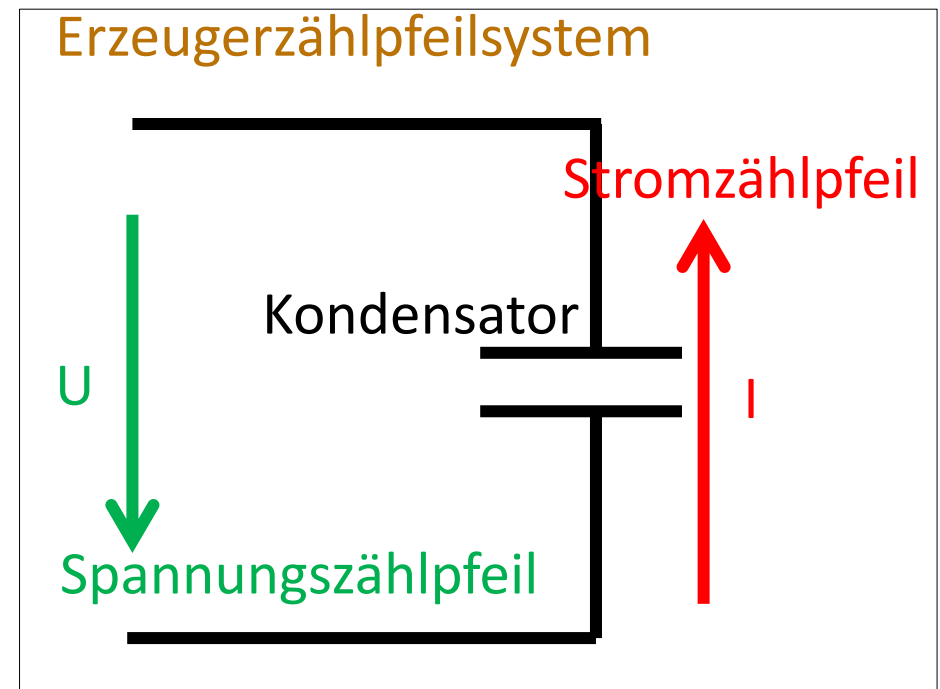 Erzeugerzählpfeilsystem
Stromzählpfeil
Kondensator
U
I
Spannungszählpfeil